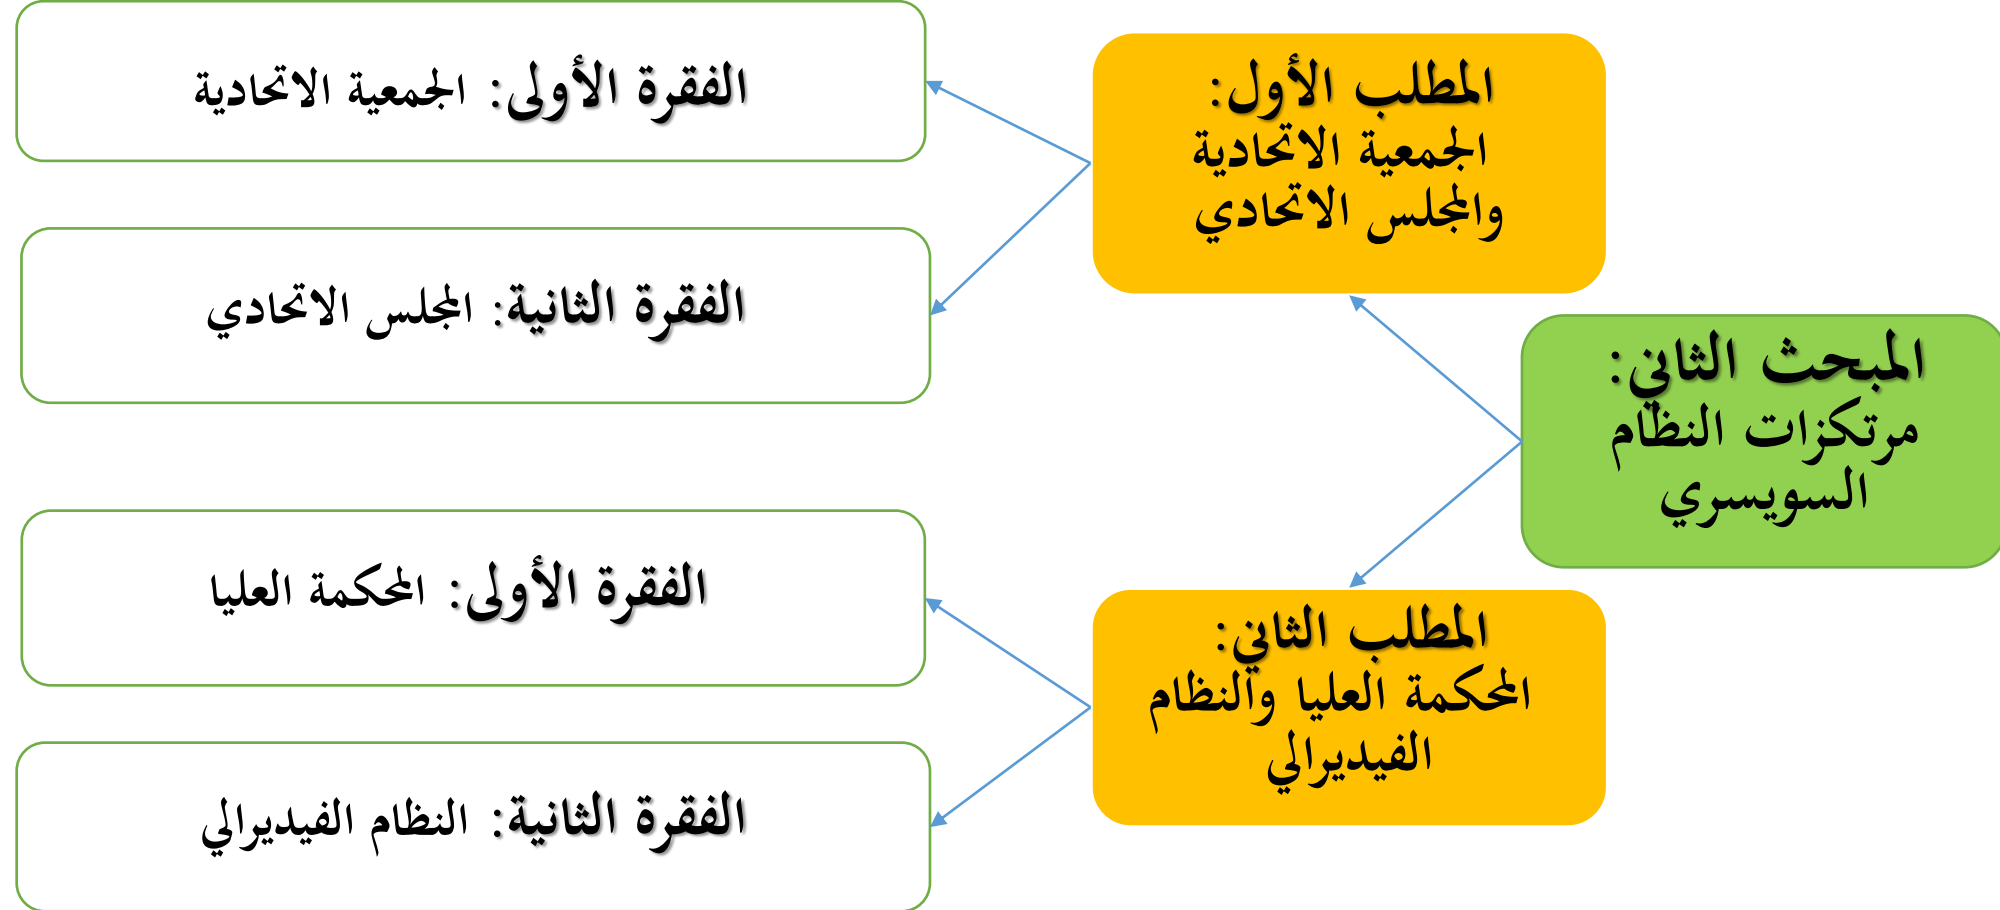 المبحث الثاني:
مرتكزات النظام
السويسري
المطلب الأول:
الجمعية الاتحادية
والمجلس الاتحادي
الفقرة الأولى: الجمعية الاتحادية
الفقرة الثانية: المجلس الاتحادي
المطلب الثاني:
المحكمة العليا والنظام
الفيديرالي
الفقرة الأولى: المحكمة العليا
الفقرة الثانية: النظام الفيديرالي